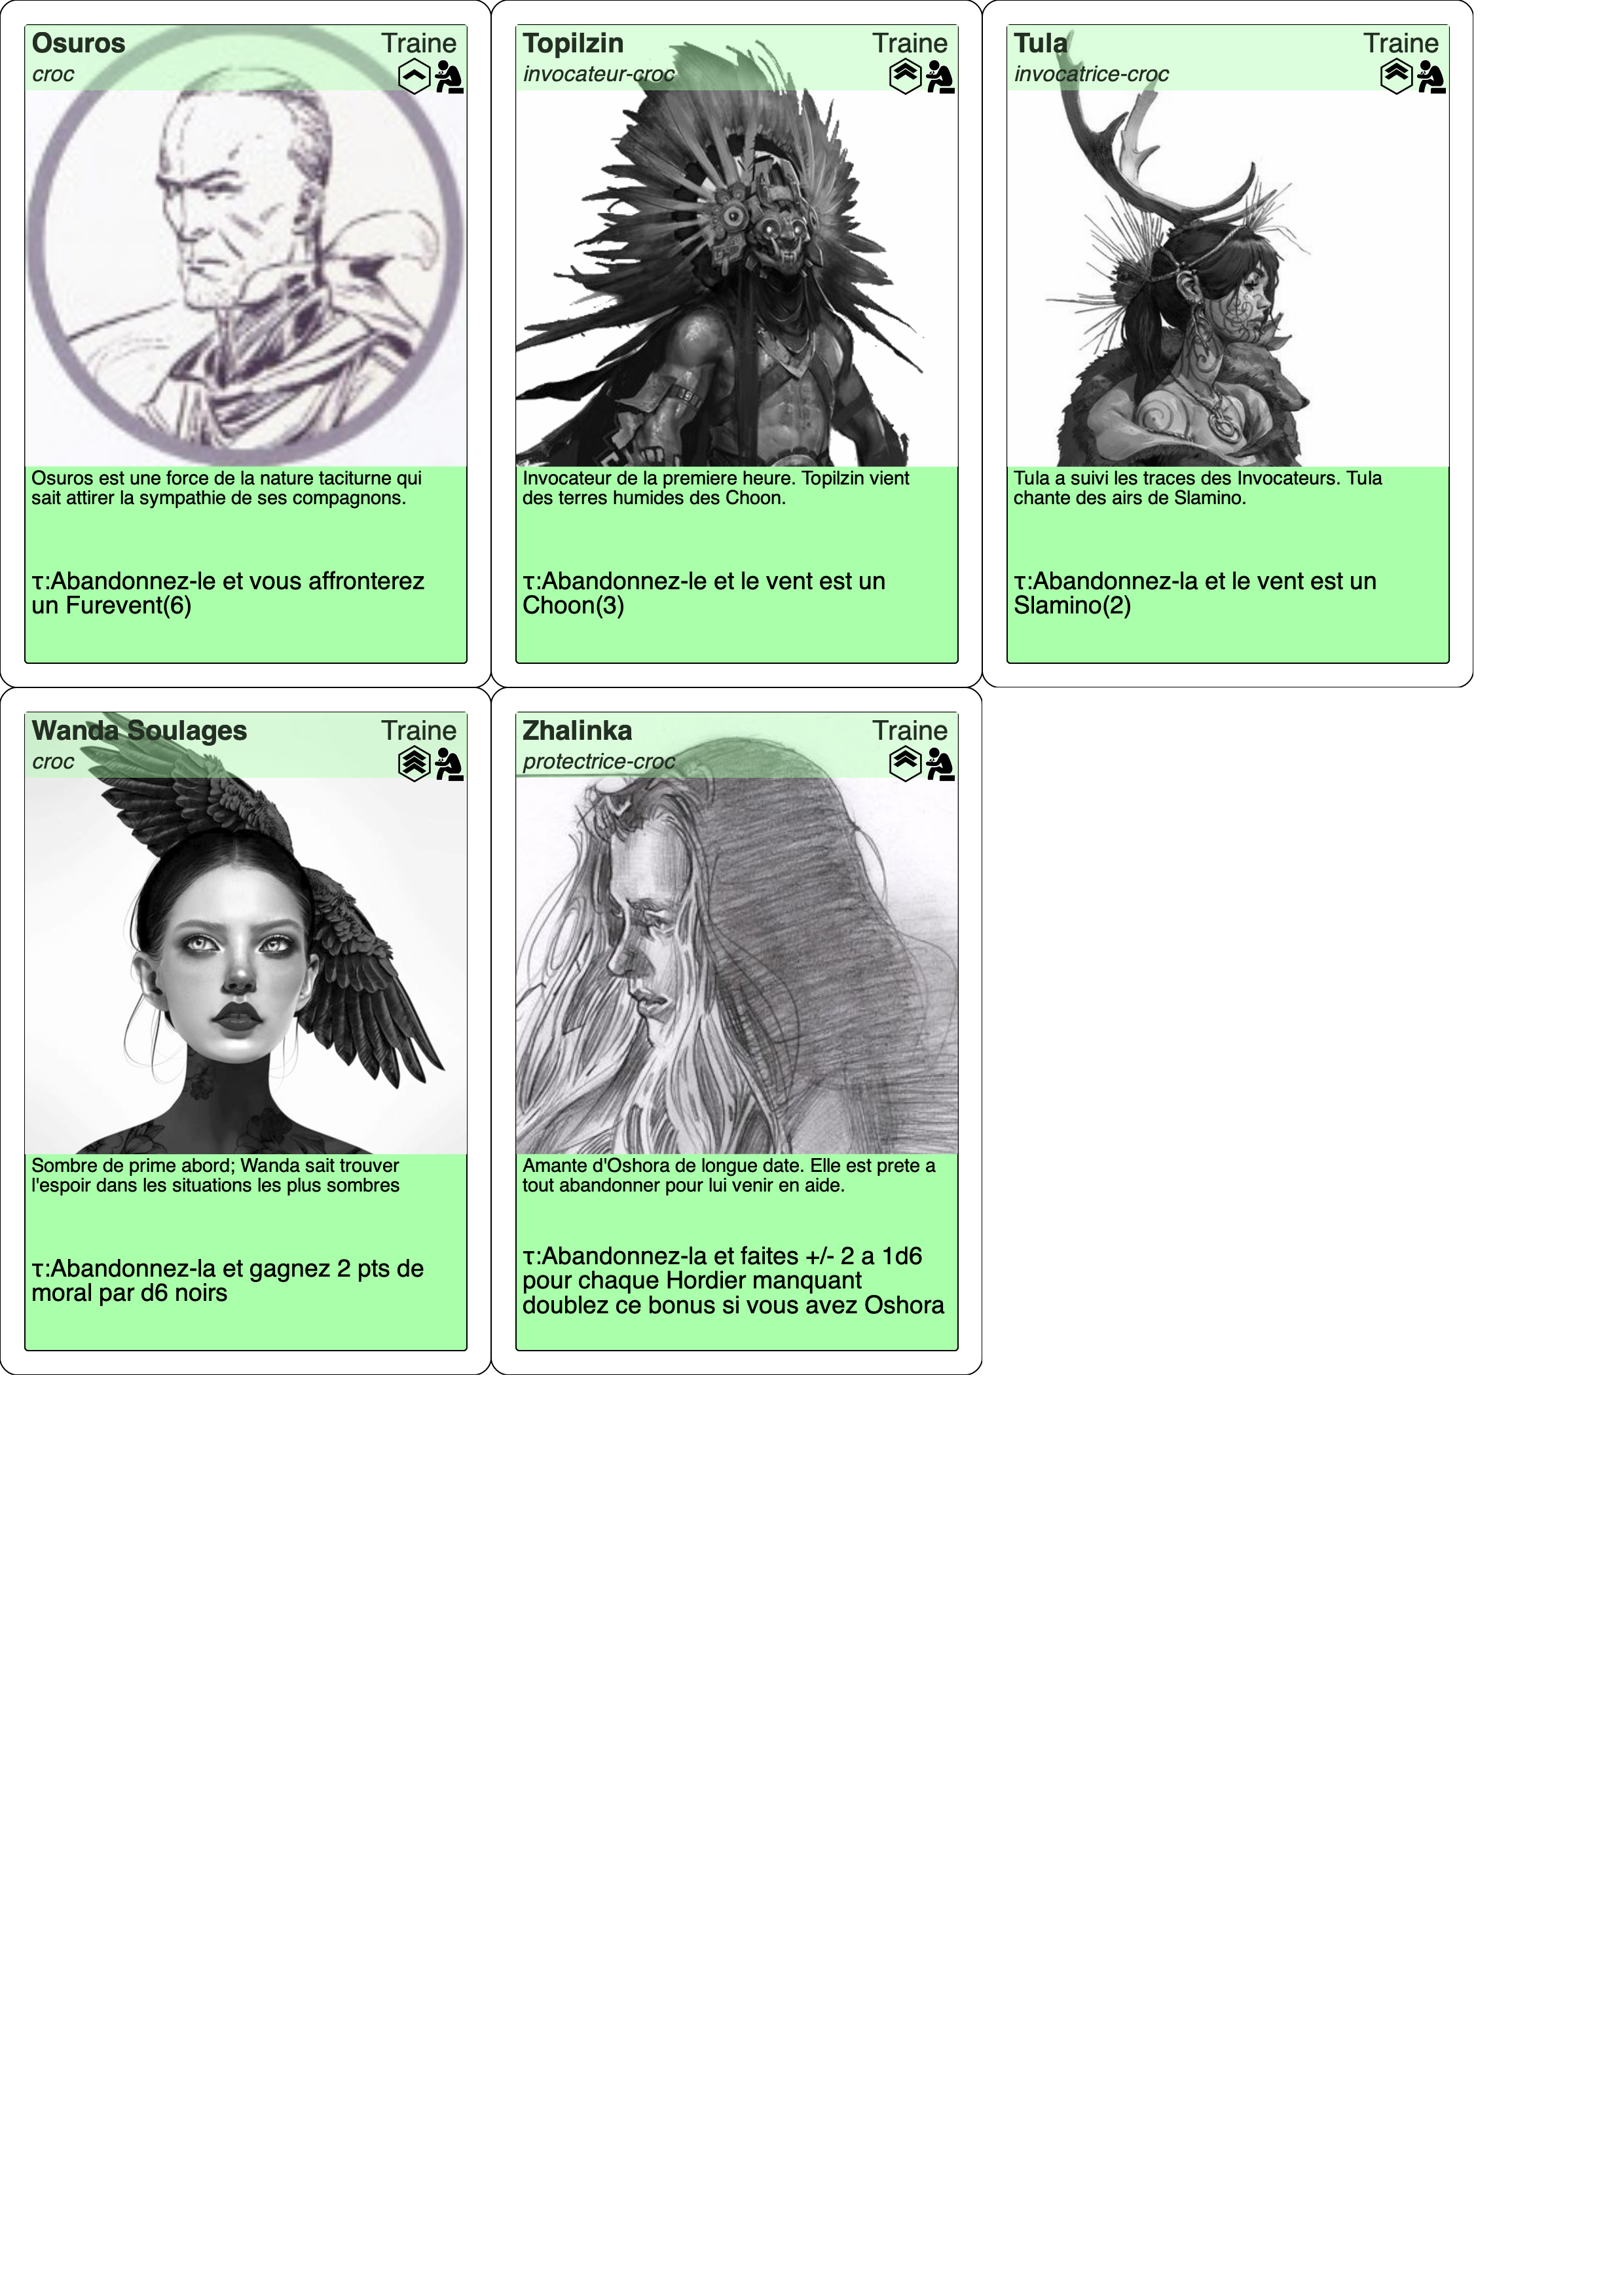 Osuros
Traine
croc
Osuros est une force de la nature taciturne qui
sait attirer la sympathie de ses compagnons.
τ:Abandonnez-le et vous affronterez
un Furevent(6)
Topilzin
Traine
invocateur-croc
Invocateur de la premiere heure. Topilzin vient
des terres humides des Choon.
τ:Abandonnez-le et le vent est un
Choon(3)
Tula
Traine
invocatrice-croc
Tula a suivi les traces des Invocateurs. Tula
chante des airs de Slamino.
τ:Abandonnez-la et le vent est un
Slamino(2)
Wanda Soulages
Traine
croc
Sombre de prime abord; Wanda sait trouver
l'espoir dans les situations les plus sombres
τ:Abandonnez-la et gagnez 2 pts de
moral par d6 noirs
Zhalinka
Traine
protectrice-croc
Amante d'Oshora de longue date. Elle est prete a
tout abandonner pour lui venir en aide.
τ:Abandonnez-la et faites +/- 2 a 1d6
pour chaque Hordier manquant
doublez ce bonus si vous avez Oshora